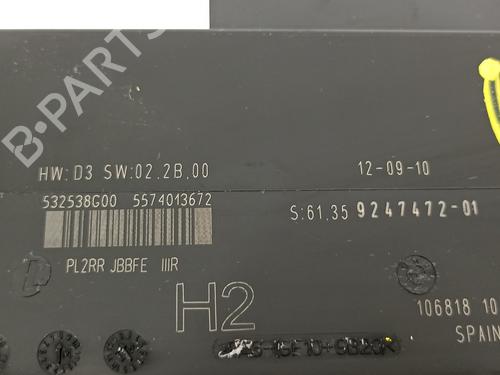 B-PARTS
HW:D3 SW:02.2B.00 12-09-10
532538G00 5574013672
S:61.35 9247472-01
PL2RR JBBFE IIIR
H2
106818 10
SPAIN